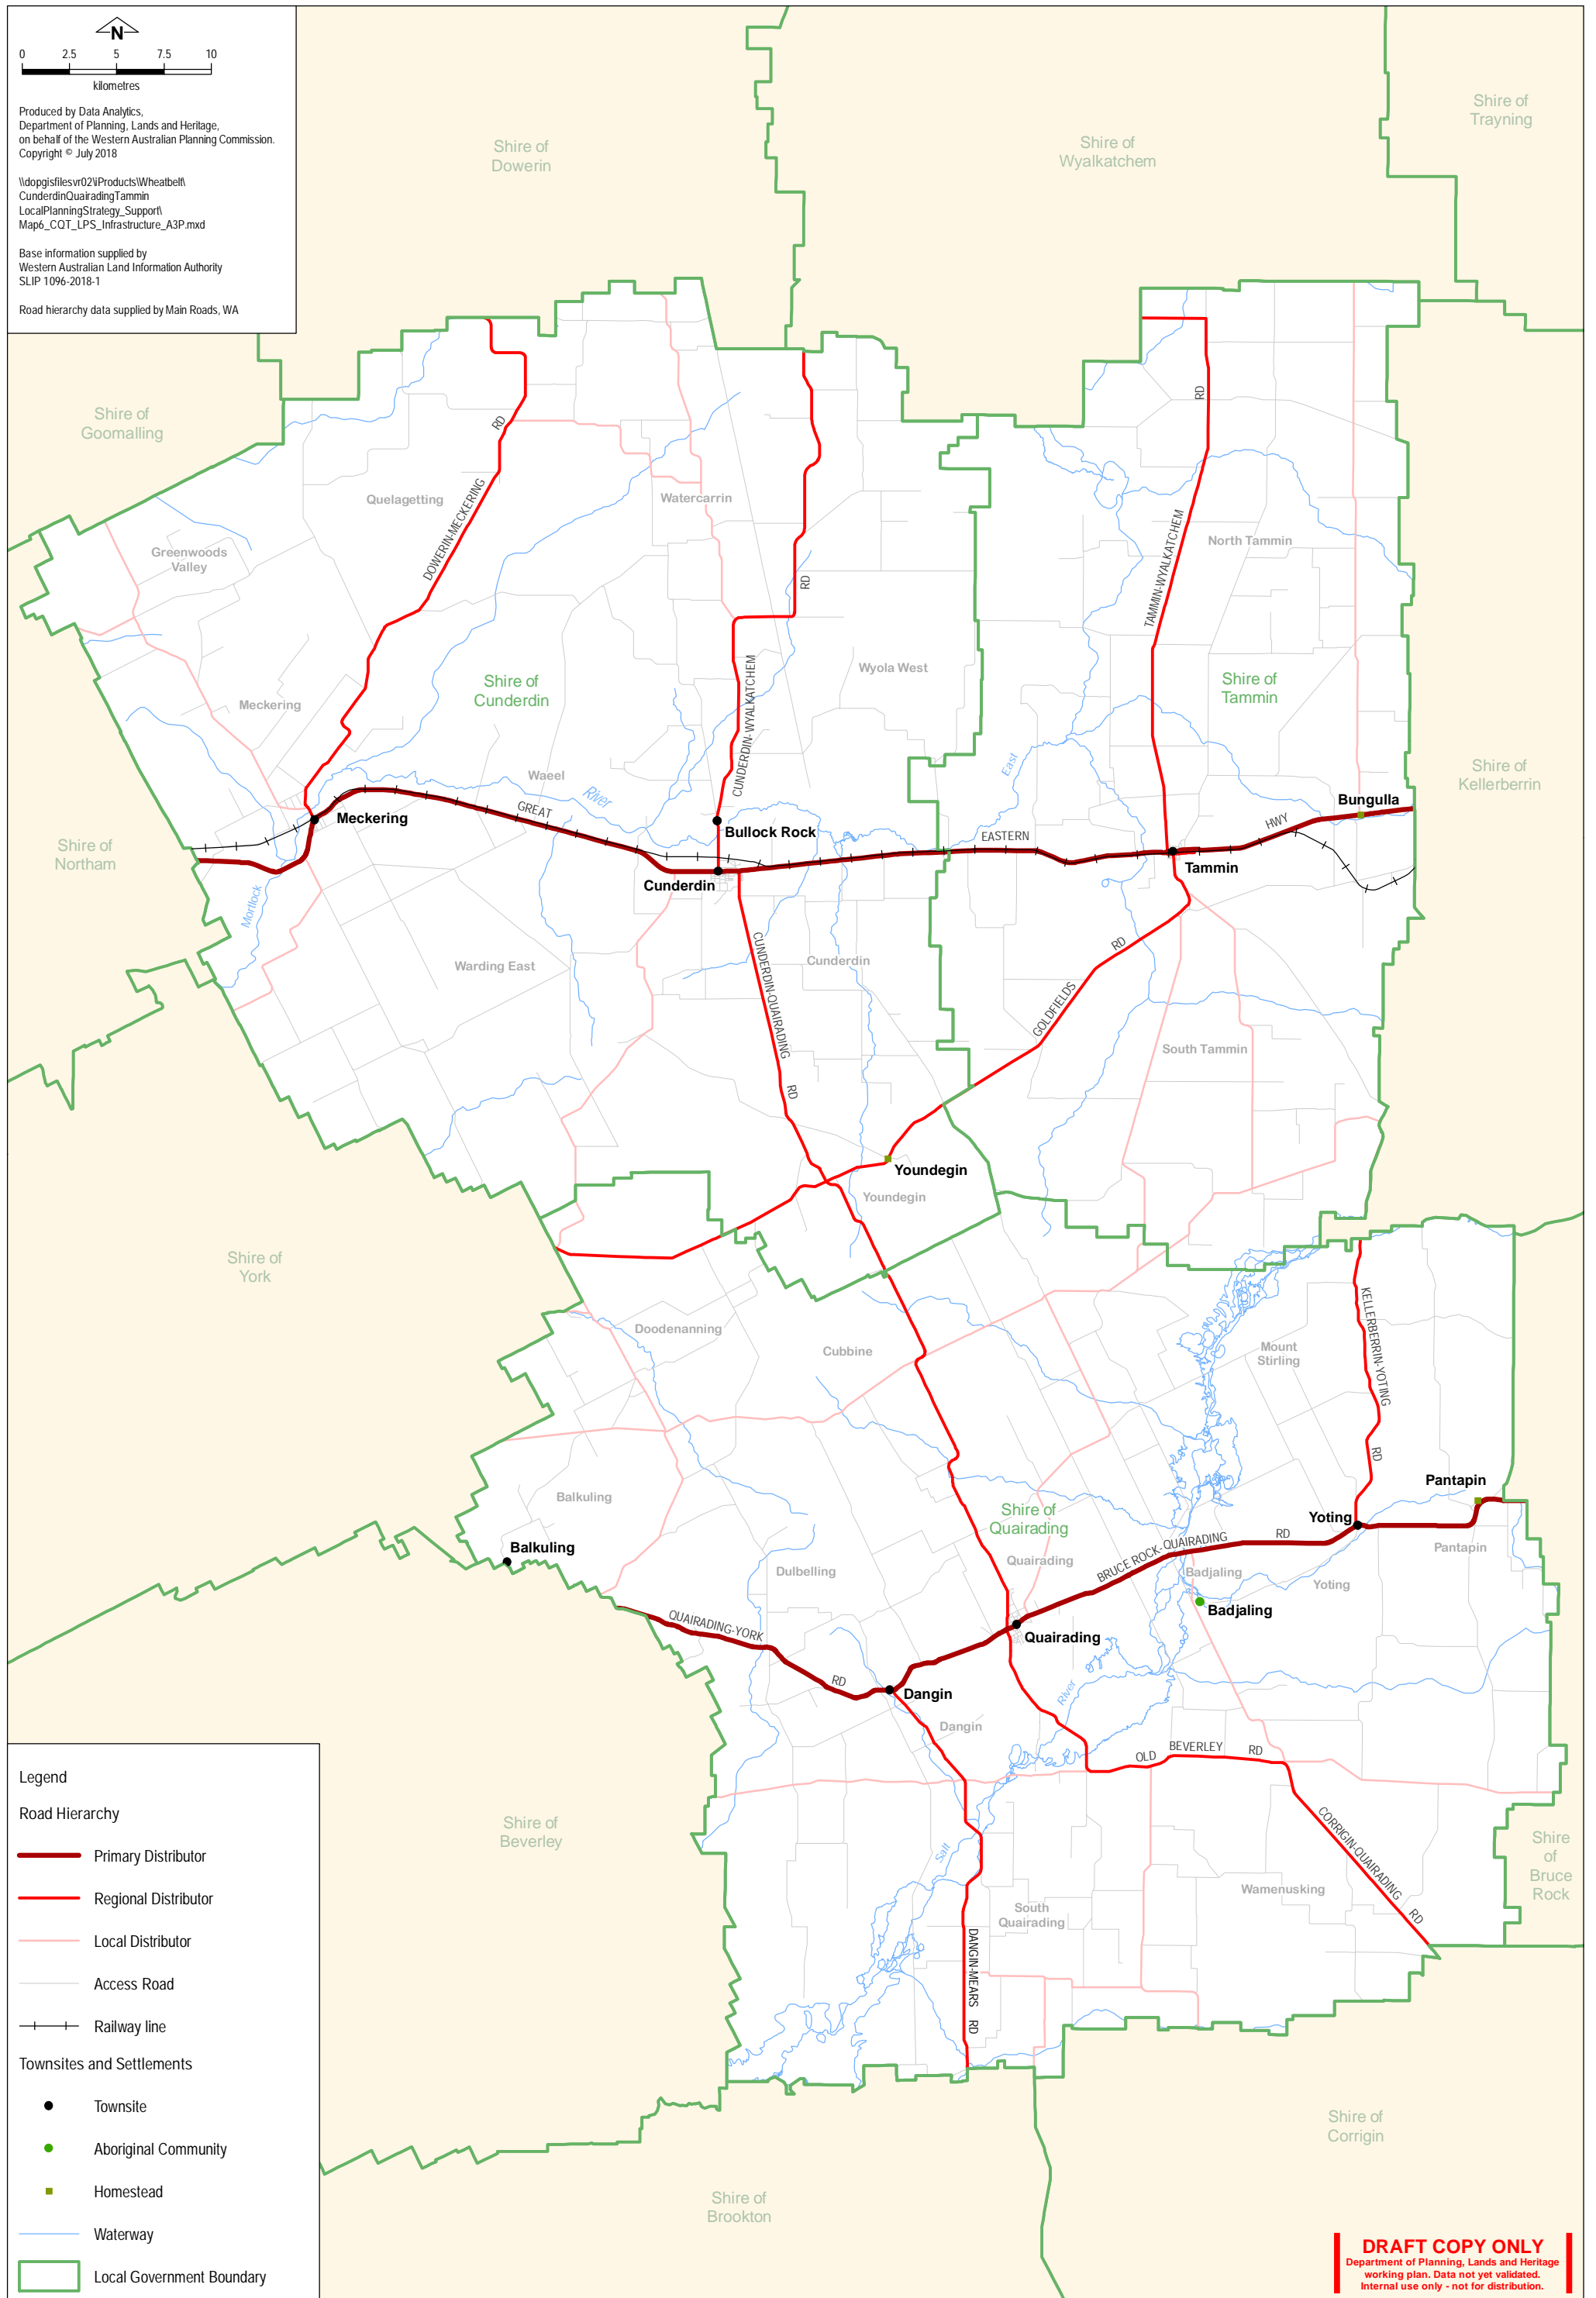 N
0 2.5 5 7.5 10
kilometres
Produced by Data Analytics,
Department of Planning, Lands and Heritage,
on behalf of the Western Australian Planning Commission.
Copyright © July 2018
\\dopgisfilesvr02\iProducts\Wheatbelt\
CunderdinQuairadingTammin
LocalPlanningStrategy_Support\
Map6_CQT_LPS_Infrastructure_A3P.mxd
Base information supplied by
Western Australian Land Information Authority
SLIP 1096-2018-1
Road hierarchy data supplied by Main Roads, WA
Shire of
Dowerin
Shire of
Wyalkatchem
Shire of
Trayning
Shire of
Goomalling
RD
RD
Quelagetting
Watercarrin
DOWERIN-MECKERING
Greenwoods
Valley
RD
TAMMIN-WYALKATCHEM
North Tammin
Shire of
Cunderdin
Wyola West
Shire of
Tammin
Meckering
CUNDERDIN-WYALKATCHEM
Waeel
River
East
Shire of
Kellerberrin
GREAT
Meckering
Bullock Rock
EASTERN
HWY
Bungulla
Shire of
Northam
Cunderdin
Tammin
Mortlock
Warding East
CUNDERDIN-QUAIRADING
RD
Cunderdin
RD
GOLDFIELDS
South Tammin
Youndegin
Youndegin
Shire of
York
Doodenanning
Cubbine
Mount
Stirling
KELLERBERRIN-YOTING
RD
Balkuling
Shire of
Quairading
Pantapin
Yoting
Balkuling
Dulbelling
Quairading
BRUCE ROCK-QUAIRADING
RD
Badjaling
Yoting
Pantapin
Badjaling
QUAIRADING-YORK
RD
Quairading
Dangin
River
Dangin
OLD
BEVERLEY
RD
Shire of
Beverley
Salt
CORRIGIN-QUAIRADING
RD
Shire
of
Bruce
Rock
Wamenusking
South
Quairading
DANGIN-MEARS
RD
Shire of
Corrigin
Shire of
Brookton
Legend
Road Hierarchy
Primary Distributor
Regional Distributor
Local Distributor
Access Road
Railway line
Townsites and Settlements
Townsite
Aboriginal Community
Homestead
Waterway
Local Government Boundary
DRAFT COPY ONLY
Department of Planning, Lands and Heritage
working plan. Data not yet validated.
Internal use only - not for distribution.